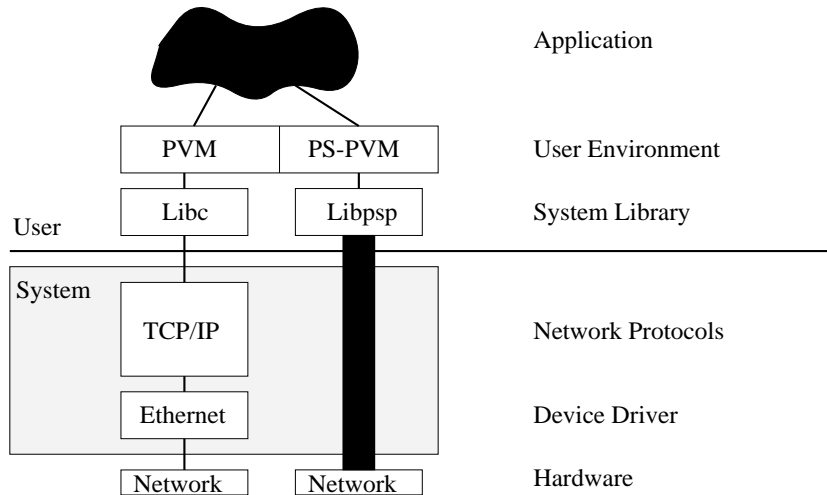 Application
PVM PS-PVM User Environment
Libc Libpsp System Library
User
System
TCP/IP Network Protocols
Ethernet Device Driver
Network Network Hardware